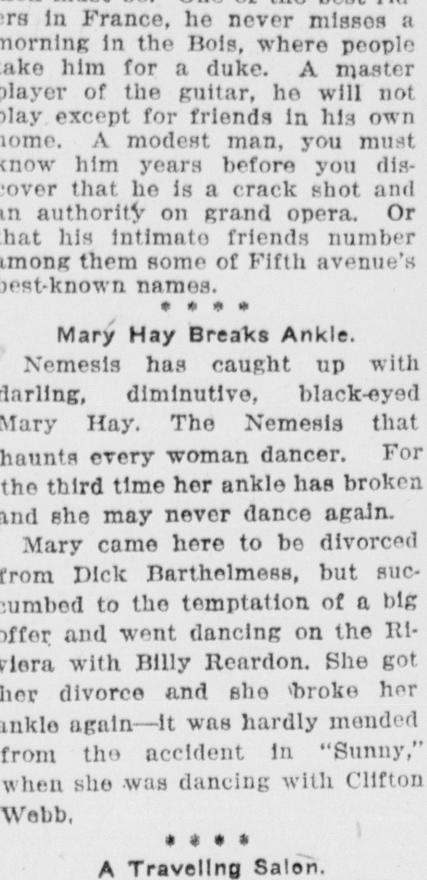 ers in France, he never misses a
morning in the Bois, where people
take him for a duke. A master
player of the guitar, he will not
play except for friends in his own
home. A modest man, you must
know him years before you dis-
cover that he is a crack shot and
an authority on grand opera. Or
that his intimate friends number
among them some of Fifth avenue's
best-known names.
* * * *
Mary Hay Breaks Ankle.
Nemesis has caught up with
darling, diminutive, black-eyed
Mary Hay. The Nemesis that
haunts every woman dancer. For
the third time her ankle has broken
and she may never dance again.
Mary came here to be divorced
from Dick Barthelmess, but suc-
cumbed to the temptation of a big
offer and went dancing on the Ri-
viera with Billy Reardon. She got
her divorce and she broke her
ankle again—it was hardly mended
from the accident in "Sunny,"
when she was dancing with Clifton
Webb,
* * * *
A Traveling Salon.